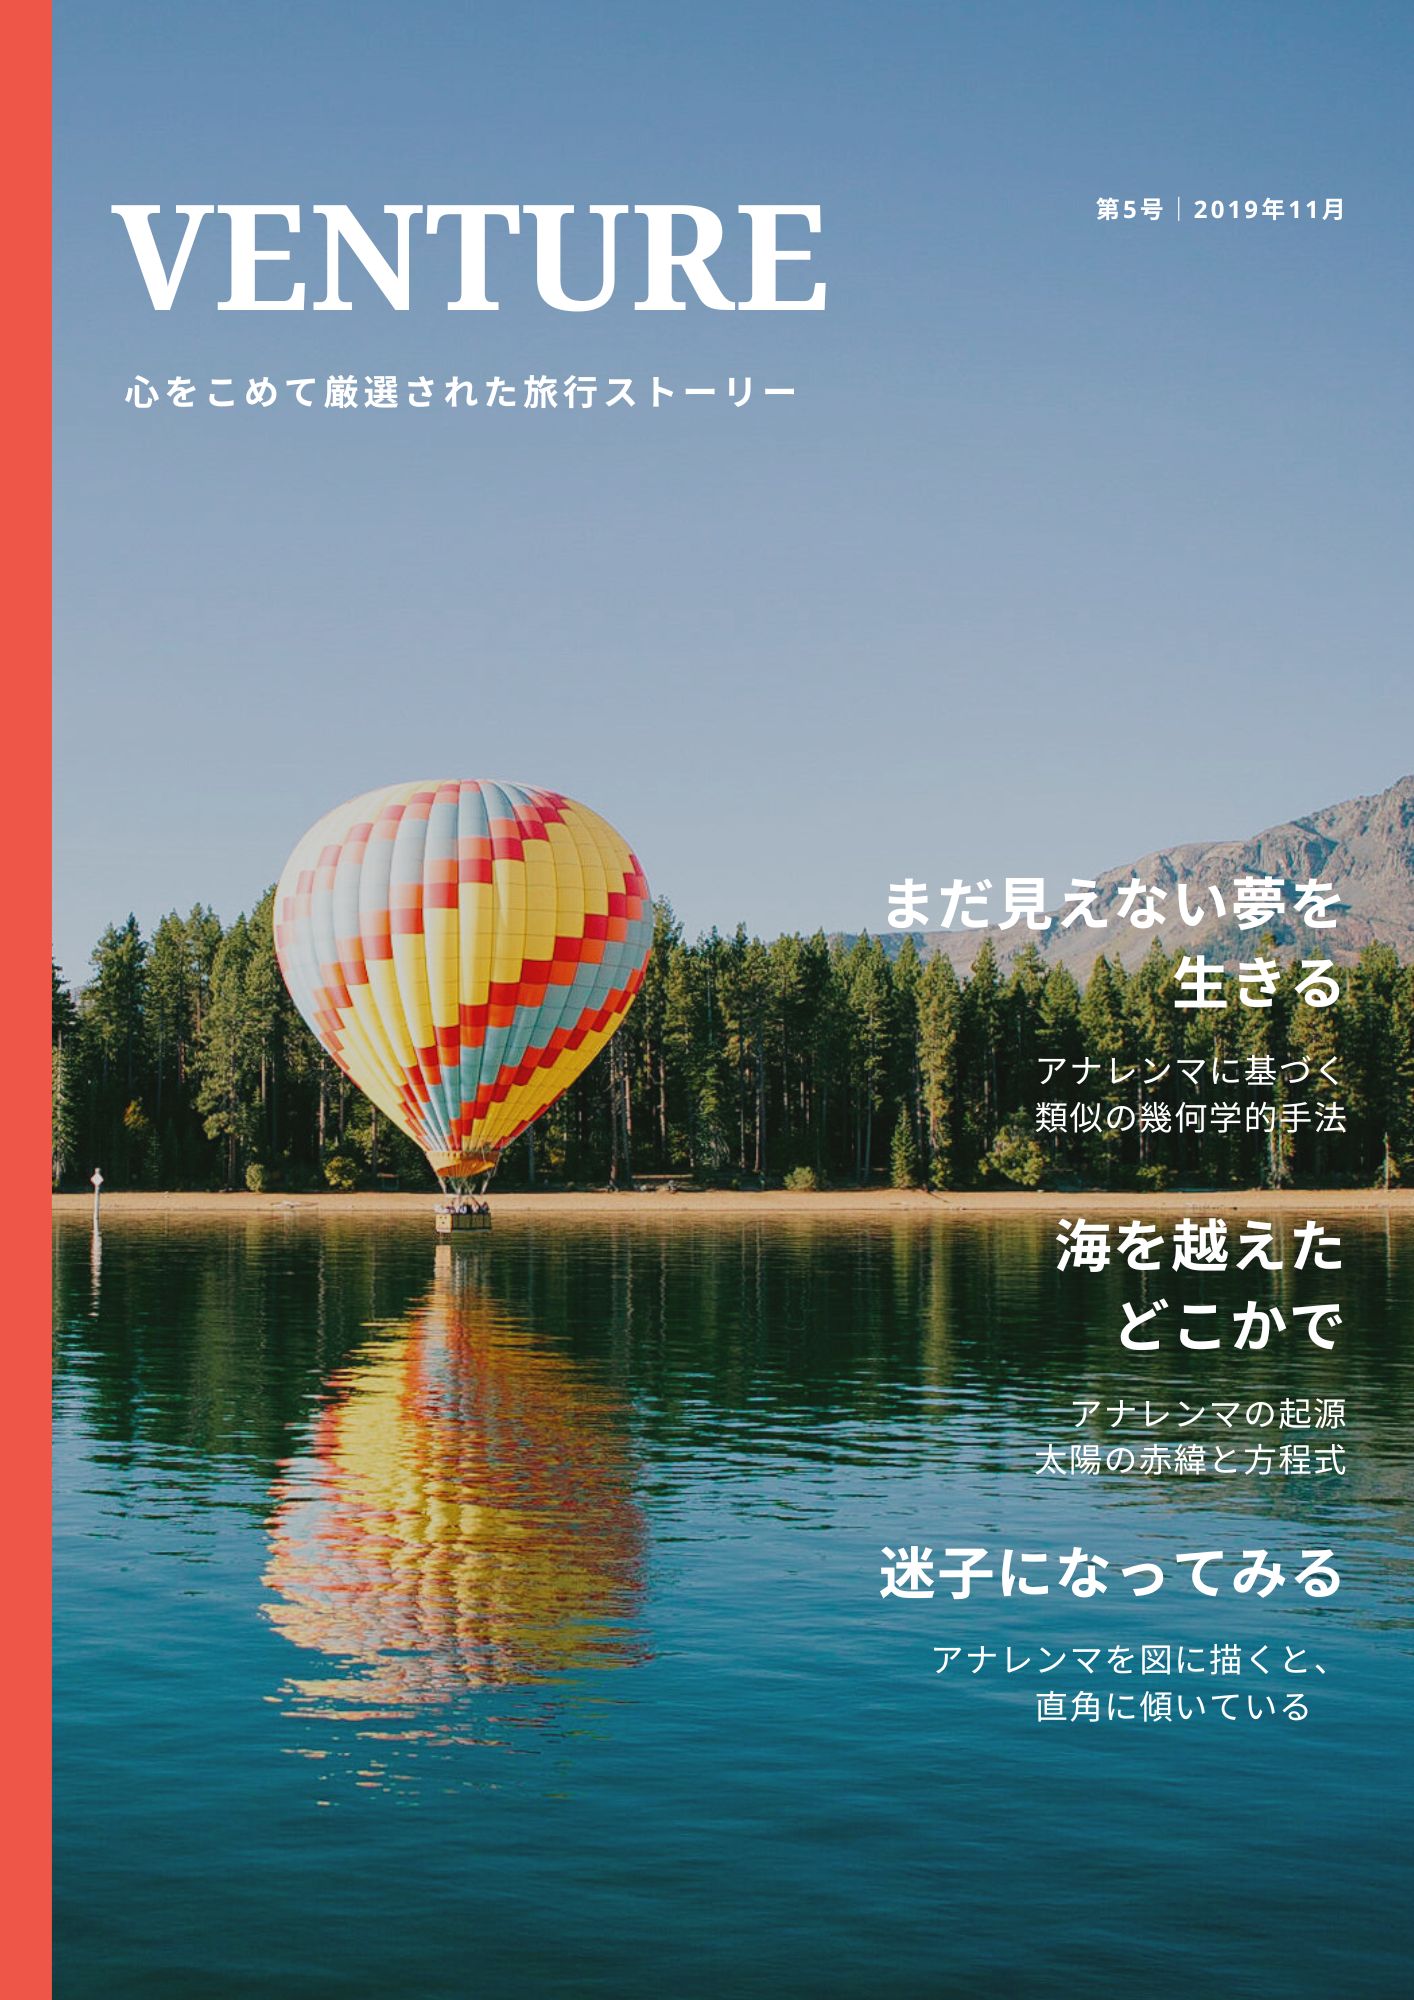 VENTURE
第5号｜2019年11月
心をこめて厳選された旅行ストーリー
まだ見えない夢を
生きる
アナレンマに基づく
類似の幾何学的手法
海を越えた
どこかで
アナレンマの起源
太陽の赤緯と方程式
迷子になってみる
アナレンマを図に描くと、
直角に傾いている